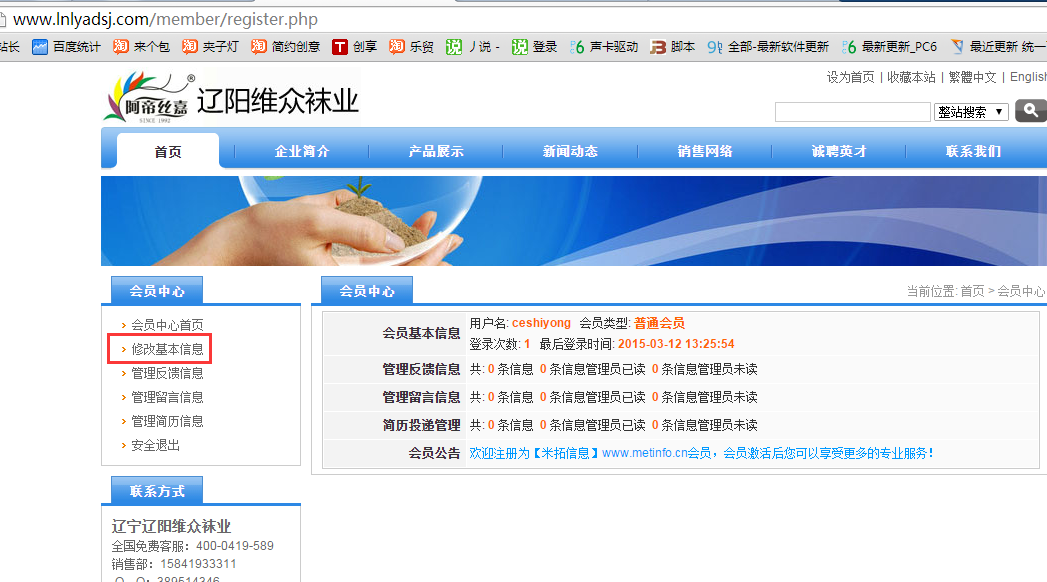 www.lnlyadsj.com/member/register.php
站长 百度统计 来个包 夹子灯 简约创意 T 创享 乐贸 说 丿说 - 说 登录 6 声卡驱动 脚本 全部-最新软件更新 6 最新更新_PC6 最近更新 统一
设为首页 | 收藏本站 | 繁體中文 | English
阿帝丝嘉 ® SINCE 1992 辽阳维众袜业
整站搜索
首页 企业简介 产品展示 新闻动态 销售网络 诚聘英才 联系我们
会员中心
会员中心首页
修改基本信息
管理反馈信息
管理留言信息
管理简历信息
安全退出
联系方式
辽宁辽阳维众袜业
全国免费客服：400-0419-589
销售部：15841933311
Q Q：389514346
会员中心
当前位置: 首页 > 会员中心
会员基本信息 用户名: ceshiyong 会员类型: 普通会员
登录次数: 1 最后登录时间: 2015-03-12 13:25:54
管理反馈信息 共: 0 条信息 0 条信息管理员已读 0 条信息管理员未读
管理留言信息 共: 0 条信息 0 条信息管理员已读 0 条信息管理员未读
简历投递管理 共: 0 条信息 0 条信息管理员已读 0 条信息管理员未读
会员公告 欢迎注册为【米拓信息】www.metinfo.cn会员，会员激活后您可以享受更多的专业服务！